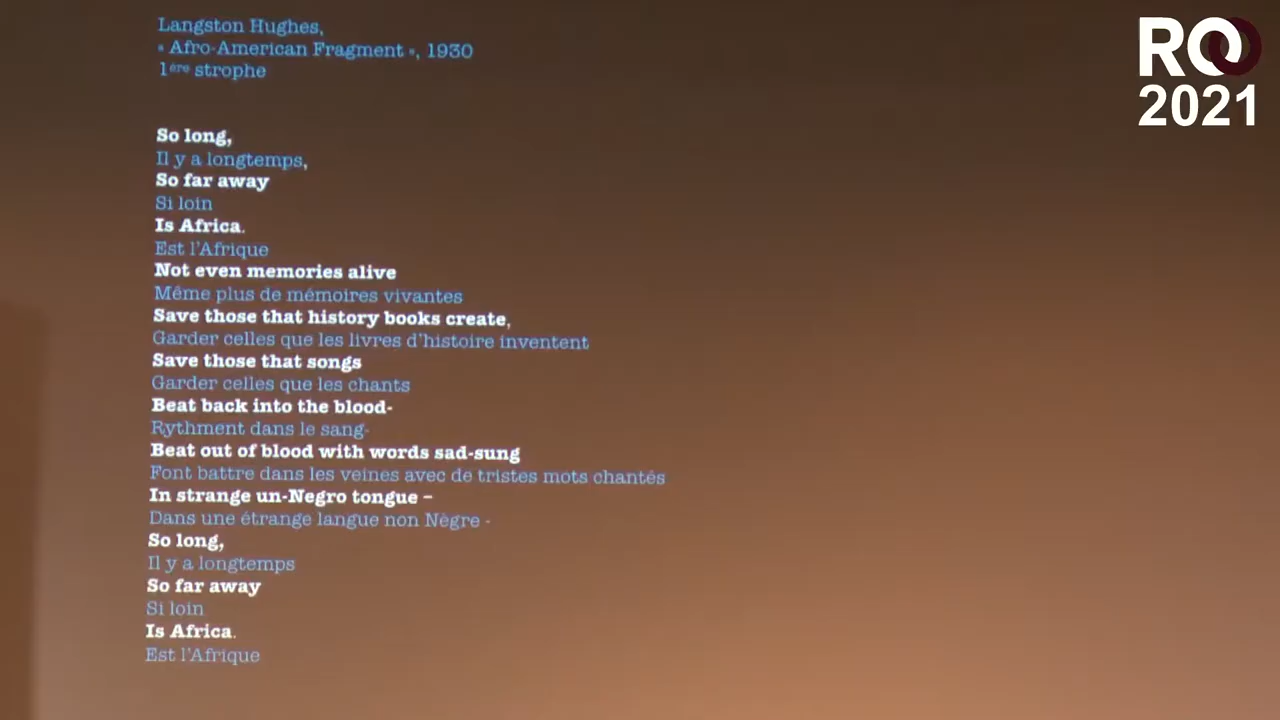 Langston Hughes,
« Afro-American Fragment », 1930
1ère strophe
So long,
Il y a longtemps,
So far away
Si loin
Is Africa.
Est l'Afrique
Not even memories alive
Même plus de mémoires vivantes
Save those that history books create,
Garder celles que les livres d'histoire inventent
Save those that songs
Garder celles que les chants
Beat back into the blood-
Rythment dans le sang-
Beat out of blood with words sad-sung
Font battre dans les veines avec de tristes mots chantés
In strange un-Negro tongue –
Dans une étrange langue non Nègre -
So long,
Il y a longtemps
So far away
Si loin
Is Africa.
Est l'Afrique
RO
2021